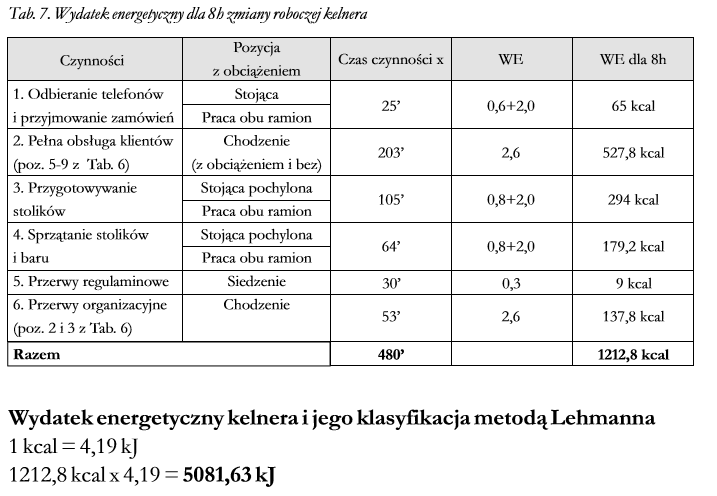 Tab. 7. Wydatek energetyczny dla 8h zmiany roboczej kelnera
Czynności
Pozycja
z obciążeniem
Czas czynności x
WE
WE dla 8h
1. Odbieranie telefonów
i przyjmowanie zamówień
Stojąca
Praca obu ramion
25’
0,6+2,0
65 kcal
2. Pełna obsługa klientów
(poz. 5-9 z Tab. 6)
Chodzenie
(z obciążeniem i bez)
203’
2,6
527,8 kcal
3. Przygotowywanie
stolików
Stojąca pochylona
Praca obu ramion
105’
0,8+2,0
294 kcal
4. Sprzątanie stolików
i baru
Stojąca pochylona
Praca obu ramion
64’
0,8+2,0
179,2 kcal
5. Przerwy regulaminowe
Siedzenie
30’
0,3
9 kcal
6. Przerwy organizacyjne
(poz. 2 i 3 z Tab. 6)
Chodzenie
53’
2,6
137,8 kcal
Razem
480’
1212,8 kcal
Wydatek energetyczny kelnera i jego klasyfikacja metodą Lehmanna
1 kcal = 4,19 kJ
1212,8 kcal x 4,19 = 5081,63 kJ